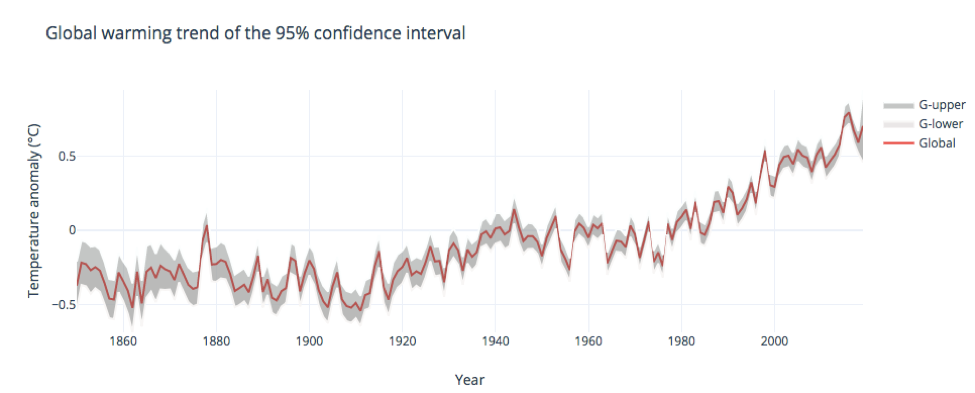 Global warming trend of the 95% confidence interval
G-upper
G-lower
Global
Temperature anomaly (°C)
0.5
0
−0.5
1860 1880 1900 1920 1940 1960 1980 2000
Year